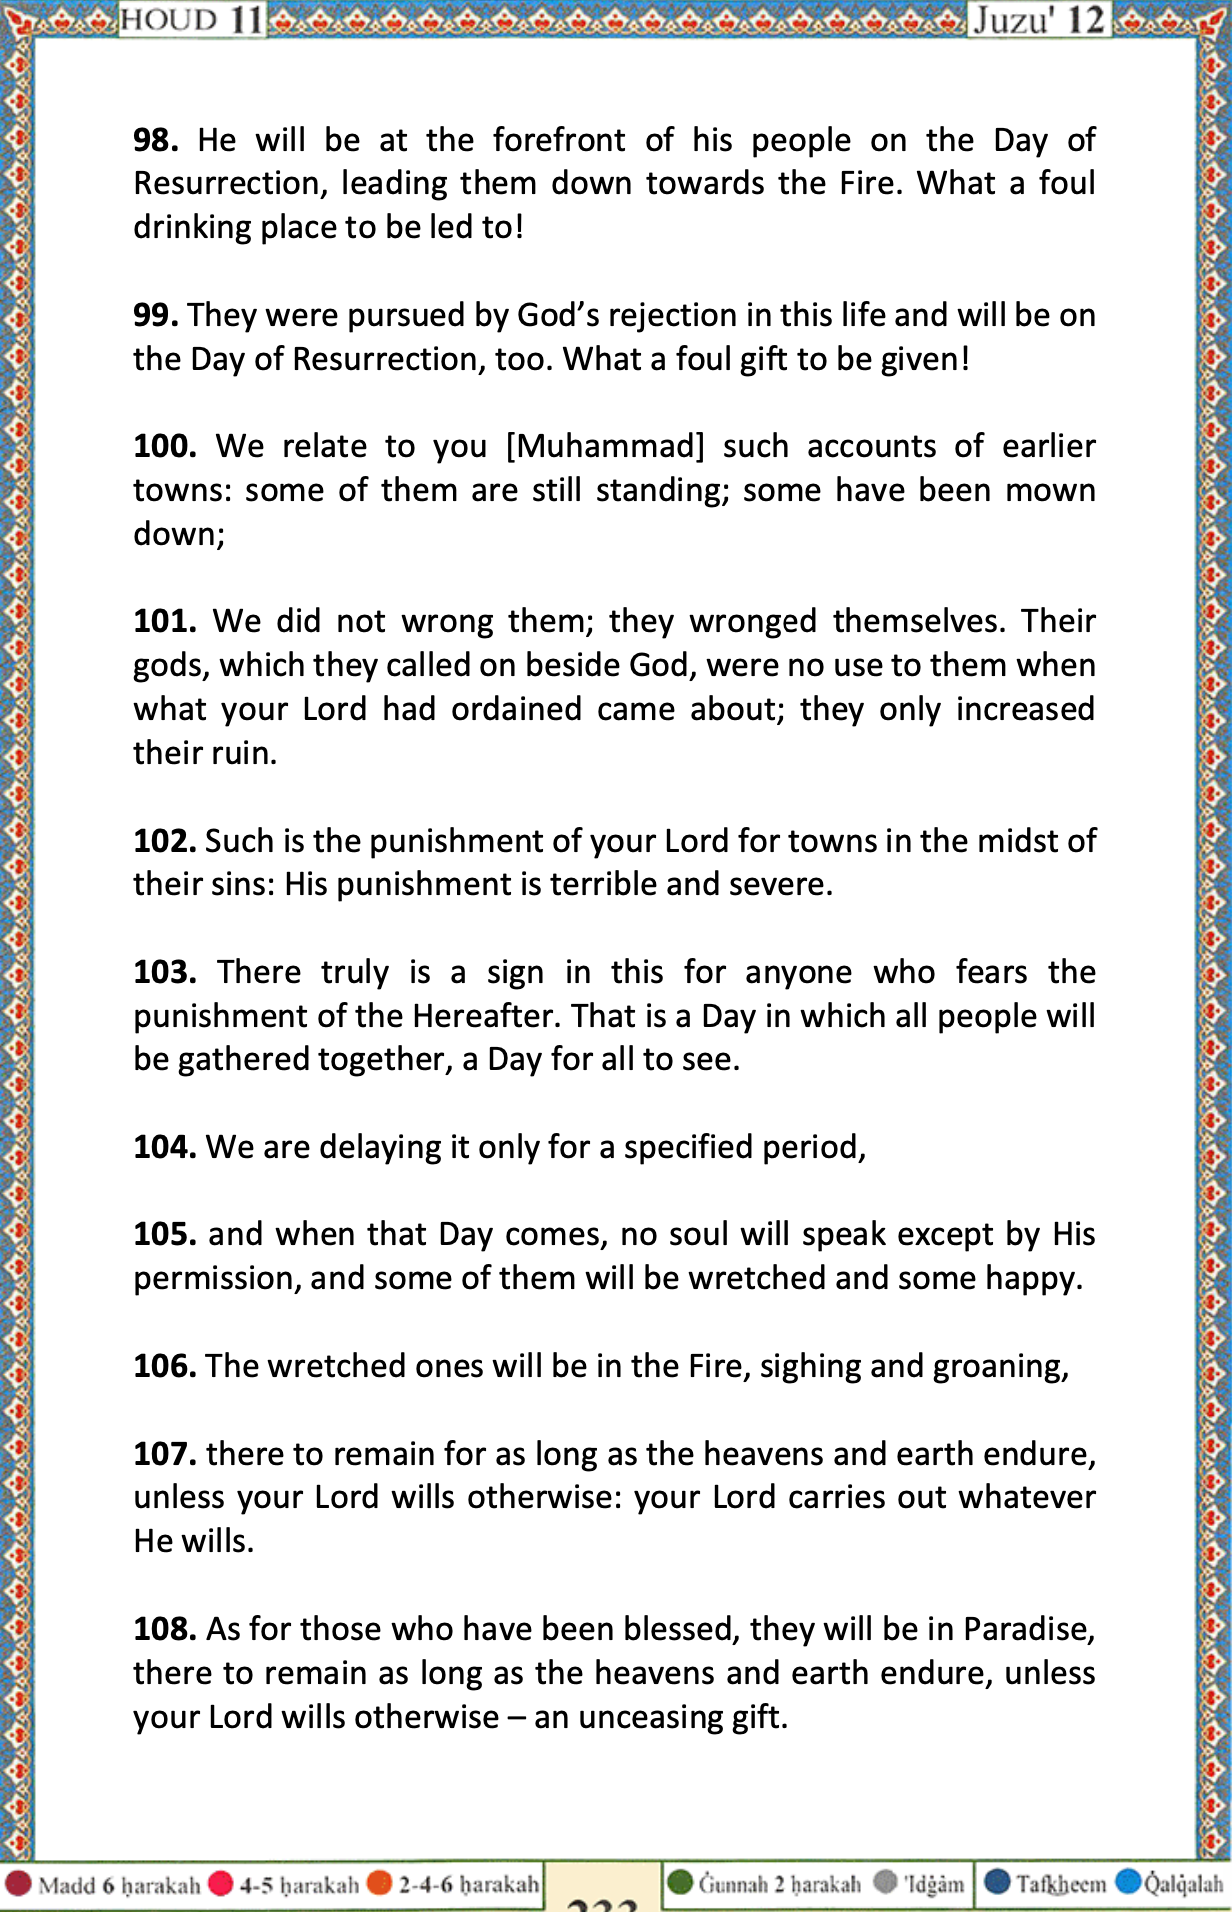 HOUD 11
Juzu' 12
98. He will be at the forefront of his people on the Day of
Resurrection, leading them down towards the Fire. What a foul
drinking place to be led to!
99. They were pursued by God’s rejection in this life and will be on
the Day of Resurrection, too. What a foul gift to be given!
100. We relate to you [Muhammad] such accounts of earlier
towns: some of them are still standing; some have been mown
down;
101. We did not wrong them; they wronged themselves. Their
gods, which they called on beside God, were no use to them when
what your Lord had ordained came about; they only increased
their ruin.
102. Such is the punishment of your Lord for towns in the midst of
their sins: His punishment is terrible and severe.
103. There truly is a sign in this for anyone who fears the
punishment of the Hereafter. That is a Day in which all people will
be gathered together, a Day for all to see.
104. We are delaying it only for a specified period,
105. and when that Day comes, no soul will speak except by His
permission, and some of them will be wretched and some happy.
106. The wretched ones will be in the Fire, sighing and groaning,
107. there to remain for as long as the heavens and earth endure,
unless your Lord wills otherwise: your Lord carries out whatever
He wills.
108. As for those who have been blessed, they will be in Paradise,
there to remain as long as the heavens and earth endure, unless
your Lord wills otherwise – an unceasing gift.
Madd 6 ḥarakah 4-5 ḥarakah 2-4-6 ḥarakah
Ġunnah 2 ḥarakah 'Idġâm Tafkheem Q̇alq̇alah